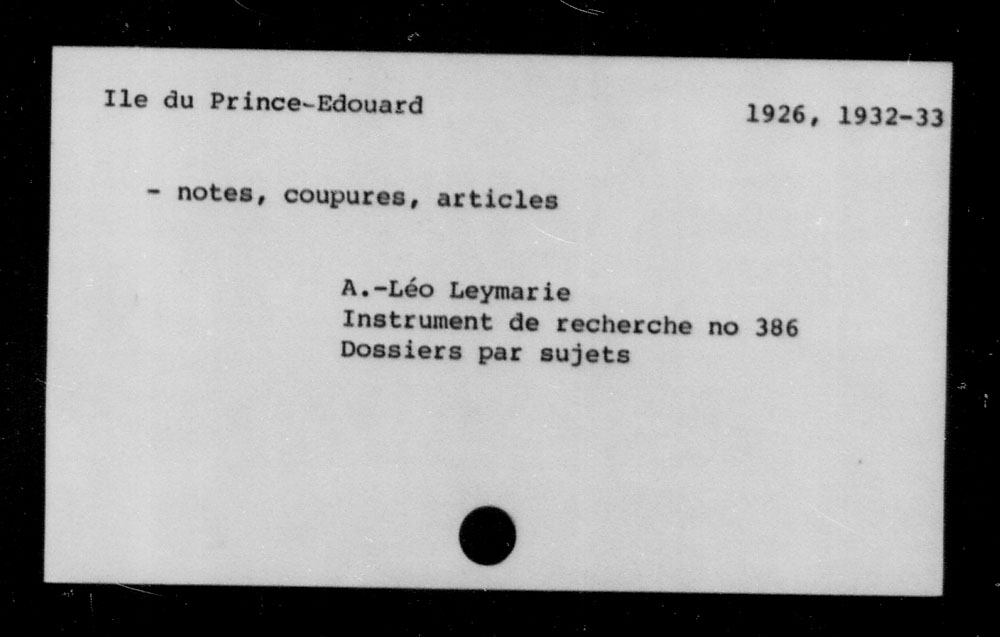 Ile du Prince-Edouard
1926, 1932-33
- notes, coupures, articles
A.-Léo Leymarie
Instrument de recherche no 386
Dossiers par sujets